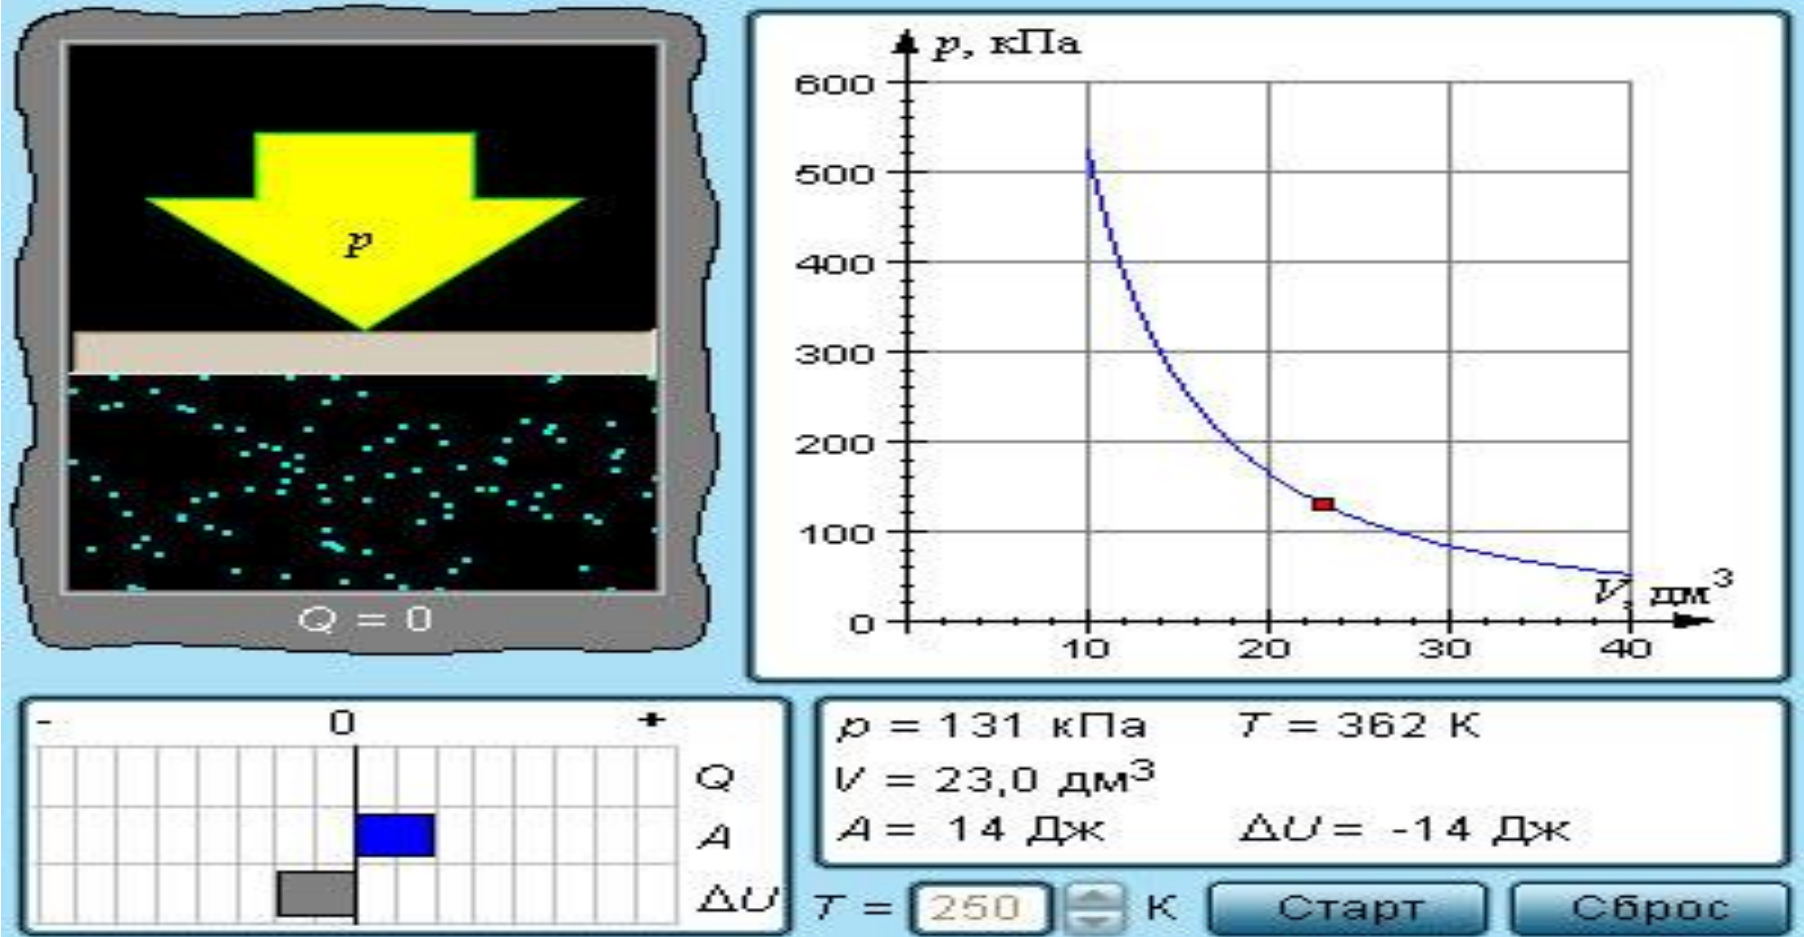 p
Q = 0
p, кПа
600
500
400
300
200
100
0
10 20 30 40
V, дм³
- 0 +
Q
A
ΔU
p = 131 кПа T = 362 К
V = 23,0 дм³
A = 14 Дж ΔU = -14 Дж
T = 250 К Старт Сброс